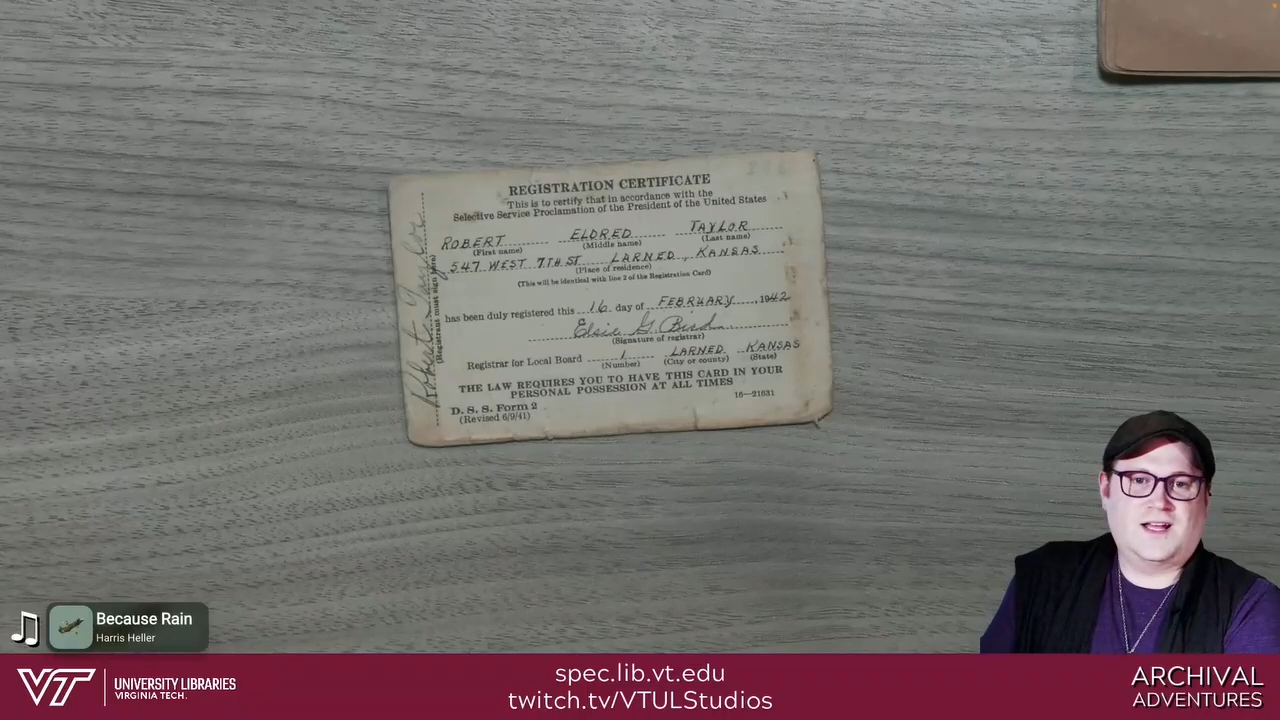 REGISTRATION CERTIFICATE
This is to certify that in accordance with the
Selective Service Proclamation of the President of the United States
ROBERT ELDRED TAYLOR
(First name) (Middle name) (Last name)
547 WEST 7TH ST LARNED, KANSAS
(Place of residence)
(This will be identical with line 2 of the Registration Card)
has been duly registered this 16 day of FEBRUARY, 1942
Elsie G. Bird
(Signature of registrar)
Registrar for Local Board 1 LARNED KANSAS
(Number) (City or county) (State)
THE LAW REQUIRES YOU TO HAVE THIS CARD IN YOUR
PERSONAL POSSESSION AT ALL TIMES
D. S. S. Form 2
(Revised 6/9/41)
16—21631
Robert Taylor
(Registrant must sign here)
Because Rain
Harris Heller
VT UNIVERSITY LIBRARIES
VIRGINIA TECH.
spec.lib.vt.edu
twitch.tv/VTULStudios
ARCHIVAL
ADVENTURES